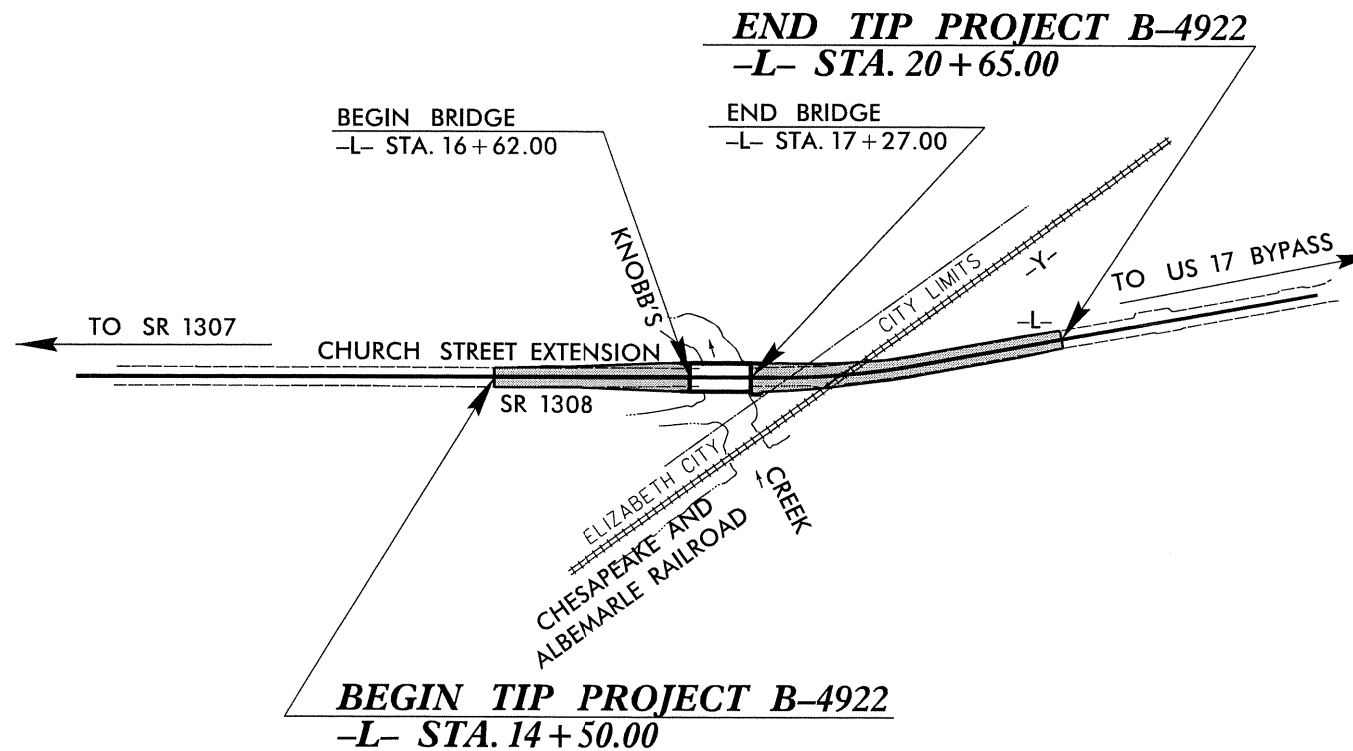 END TIP PROJECT B–4922
–L– STA. 20+65.00
BEGIN BRIDGE
–L– STA. 16+62.00
END BRIDGE
–L– STA. 17+27.00
KNOBB'S
CITY LIMITS
–Y–
TO US 17 BYPASS
–L–
TO SR 1307
CHURCH STREET EXTENSION
SR 1308
ELIZABETH CITY
CREEK
CHESAPEAKE AND
ALBEMARLE RAILROAD
BEGIN TIP PROJECT B–4922
–L– STA. 14+50.00